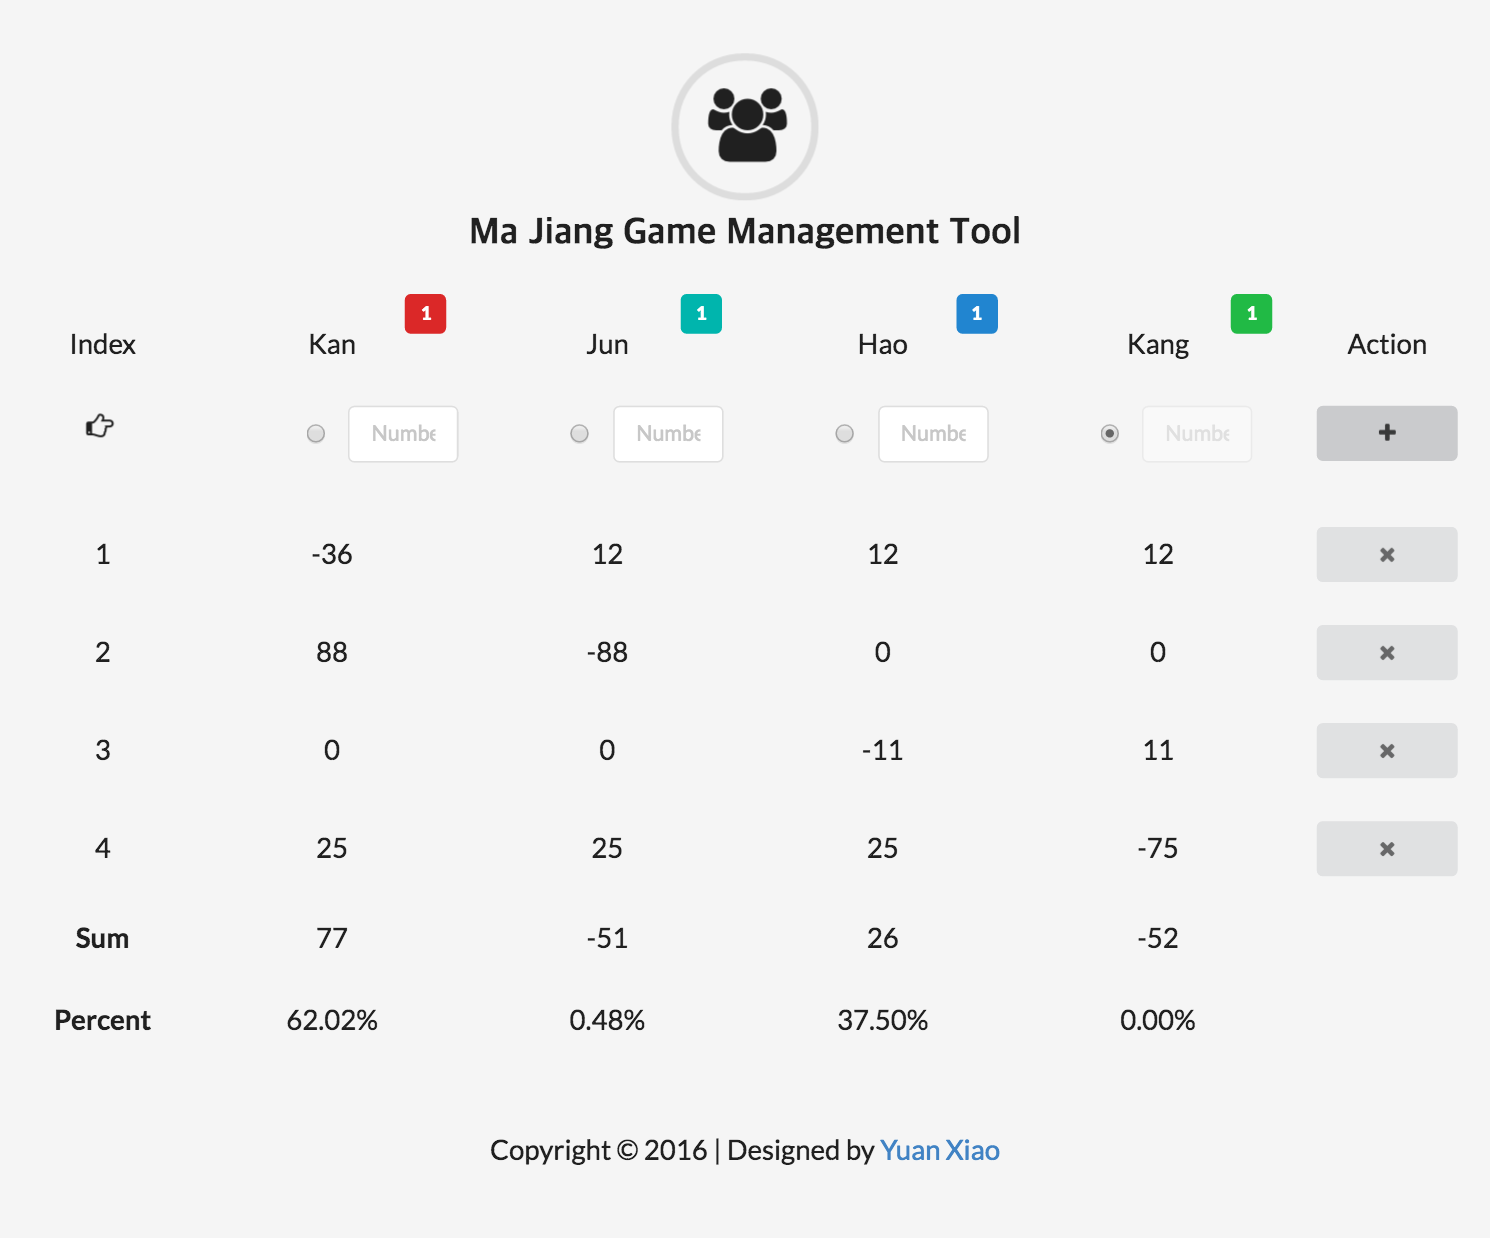 Ma Jiang Game Management Tool
1 1 1 1
Index Kan Jun Hao Kang Action
Numbe Numbe Numbe Numbe
1 -36 12 12 12
2 88 -88 0 0
3 0 0 -11 11
4 25 25 25 -75
Sum 77 -51 26 -52
Percent 62.02% 0.48% 37.50% 0.00%
Copyright © 2016 | Designed by Yuan Xiao